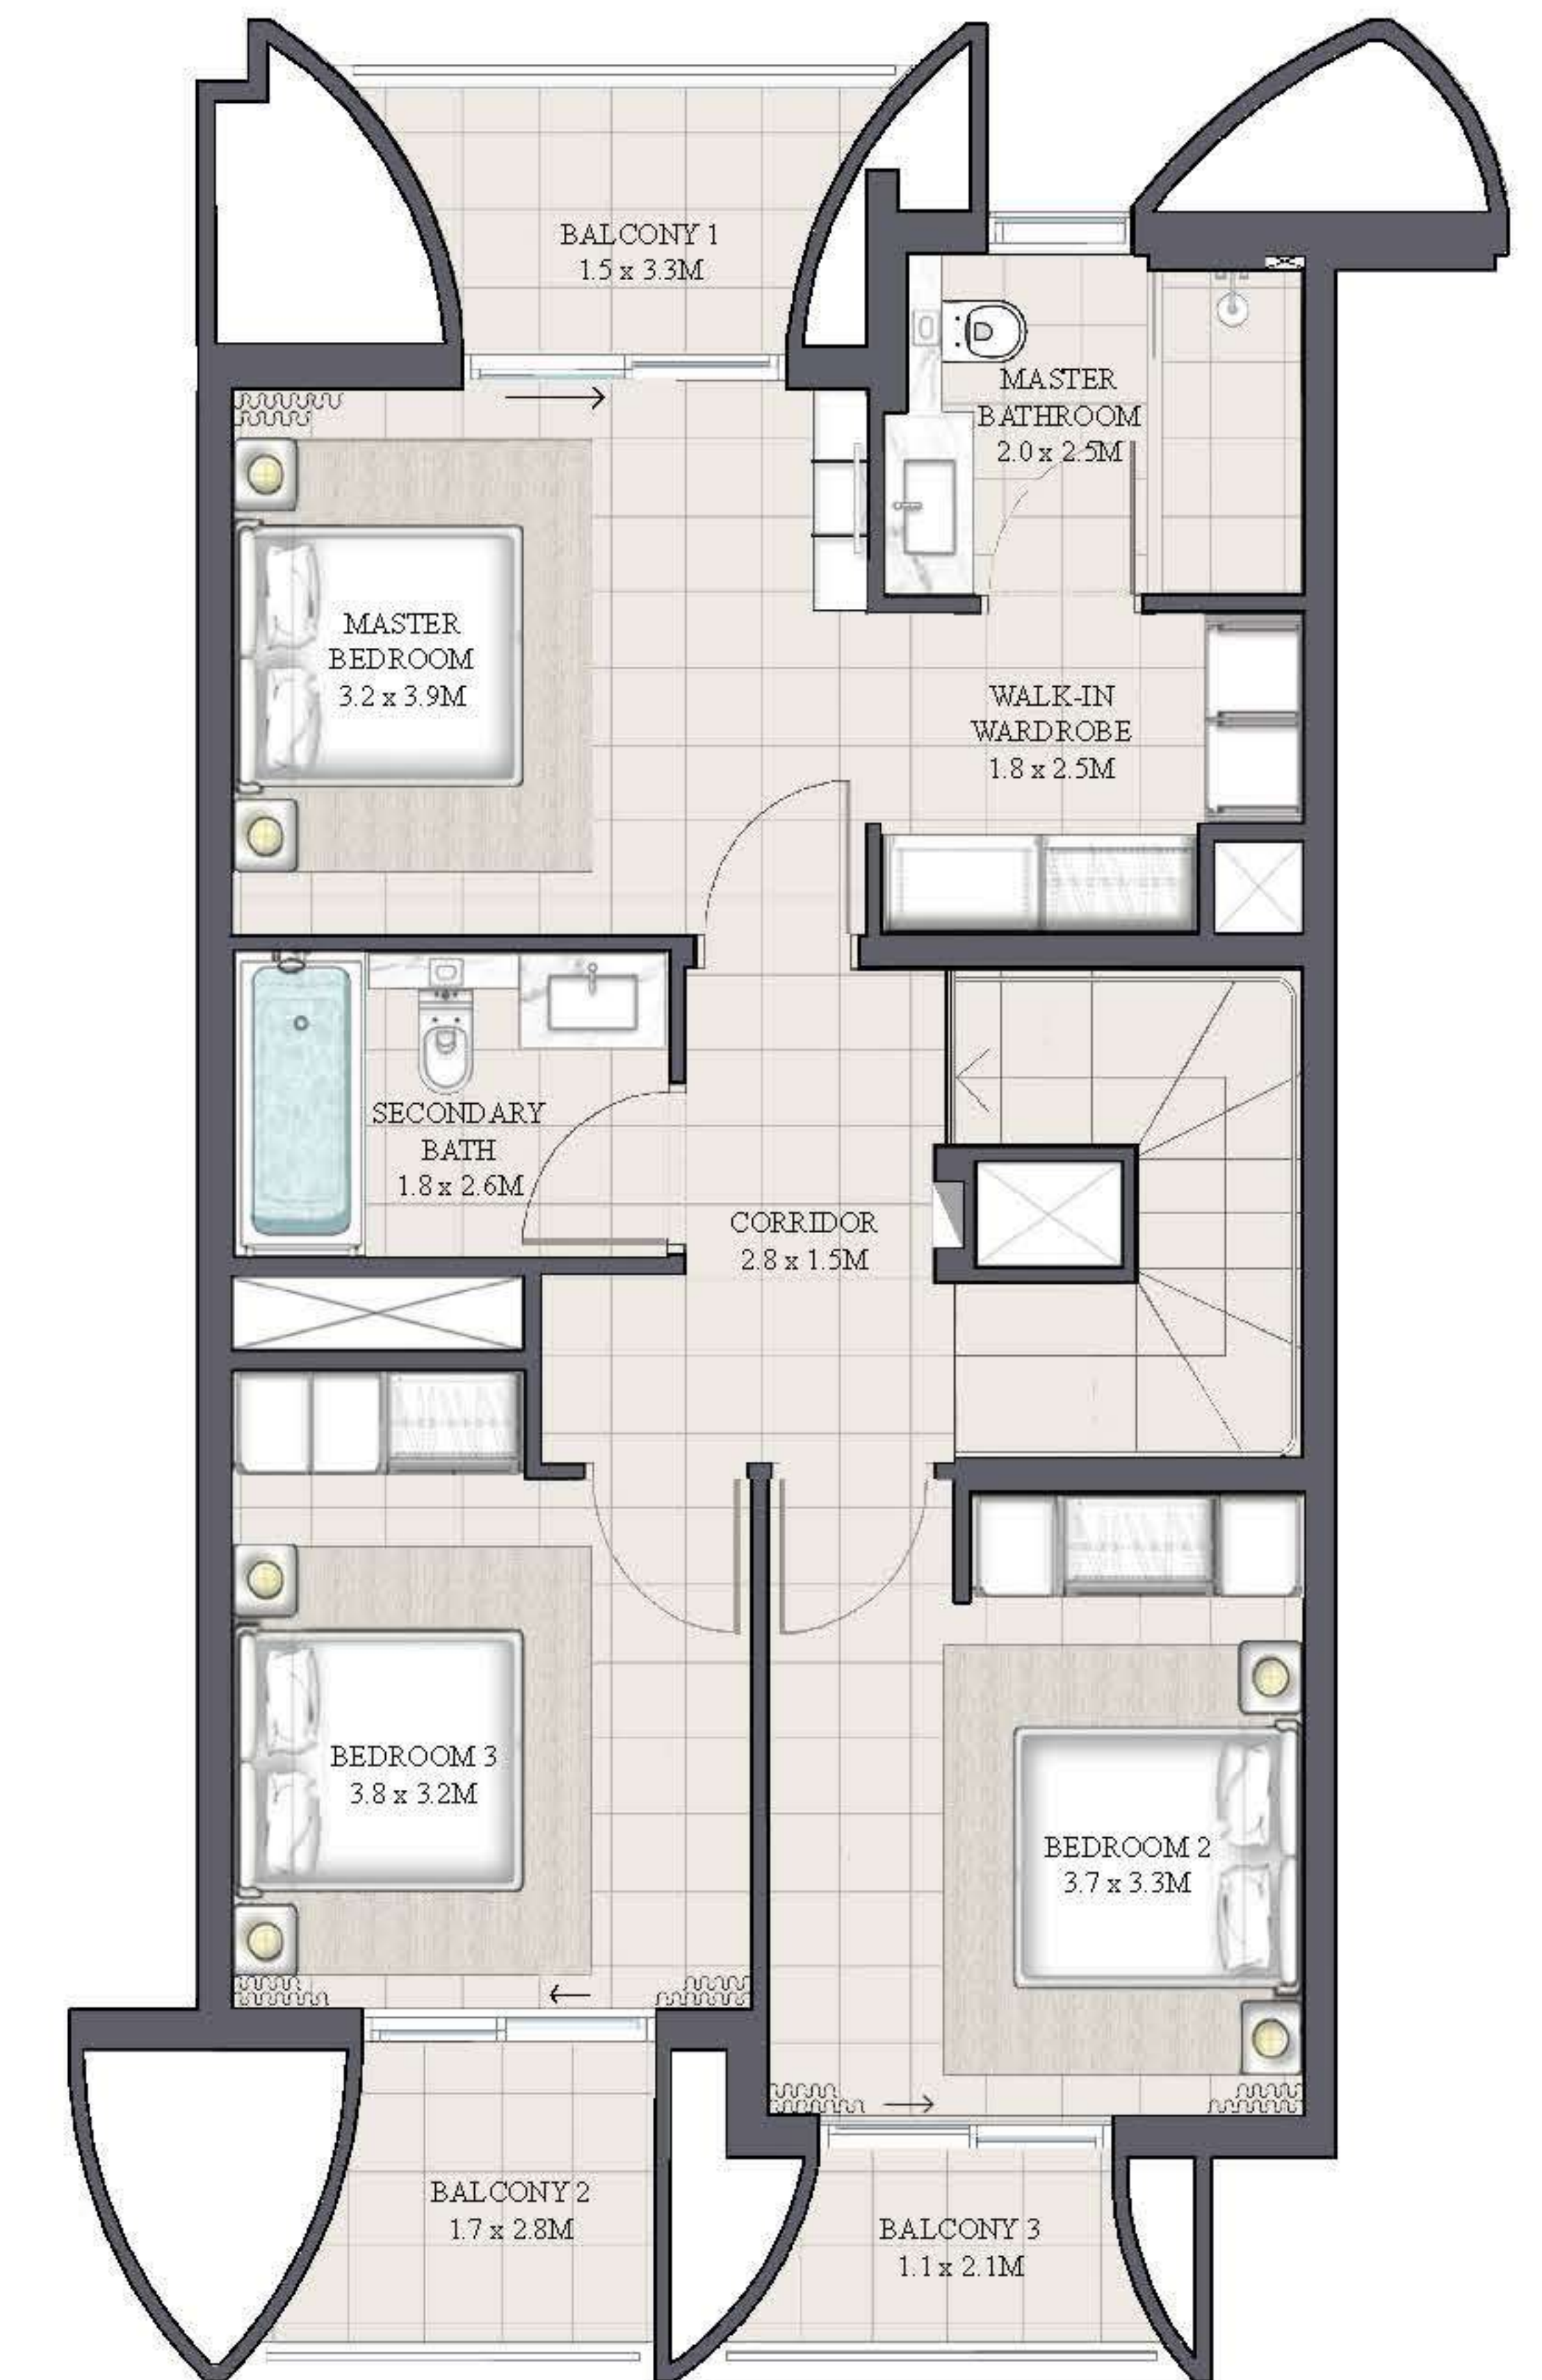 BALCONY 1
1.5 x 3.3M
MASTER
BATHROOM
2.0 x 2.5M
MASTER
BEDROOM
3.2 x 3.9M
WALK-IN
WARDROBE
1.8 x 2.5M
SECONDARY
BATH
1.8 x 2.6M
CORRIDOR
2.8 x 1.5M
BEDROOM 3
3.8 x 3.2M
BEDROOM 2
3.7 x 3.3M
BALCONY 2
1.7 x 2.8M
BALCONY 3
1.1 x 2.1M